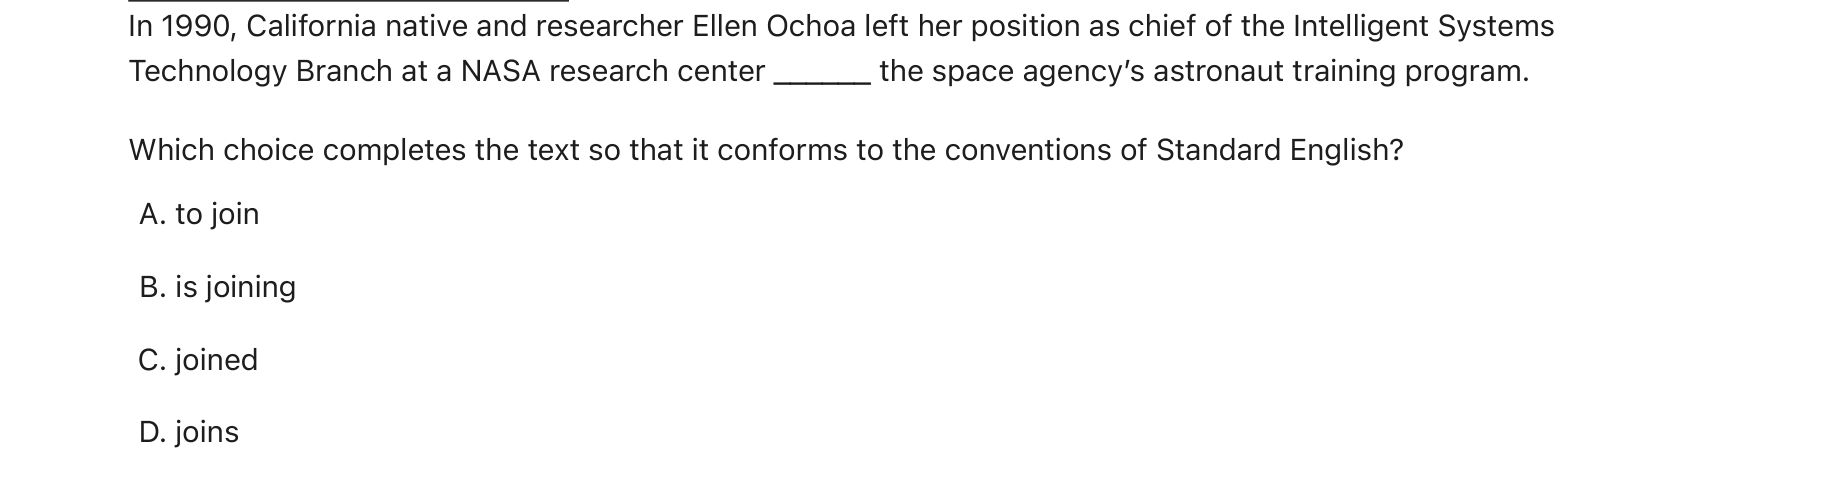 In 1990, California native and researcher Ellen Ochoa left her position as chief of the Intelligent Systems
Technology Branch at a NASA research center ______ the space agency’s astronaut training program.
Which choice completes the text so that it conforms to the conventions of Standard English?
A. to join
B. is joining
C. joined
D. joins